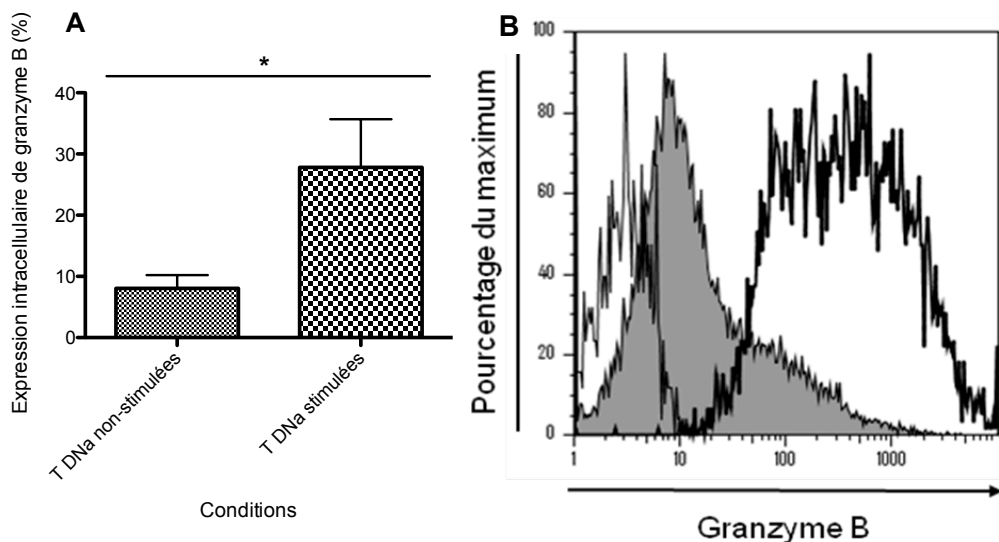 A
Expression intracellulaire de granzyme B (%)
*
40
30
20
10
0
T DNa non-stimulées
T DNa stimulées
Conditions
B
Pourcentage du maximum
100
80
60
40
20
0
1
10
100
1000
Granzyme B